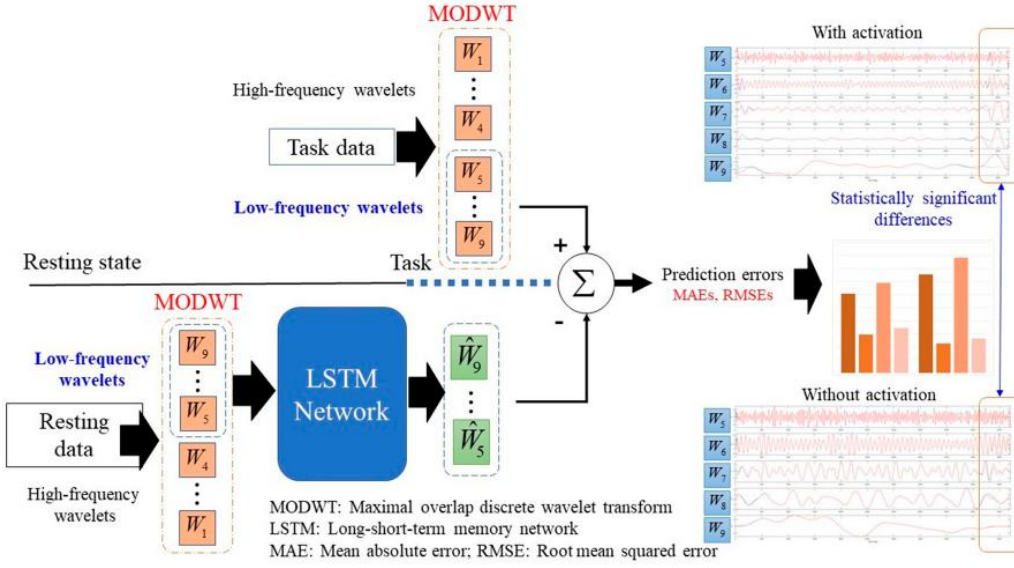 MODWT
W1
W4
W5
W9
High-frequency wavelets
Task data
Low-frequency wavelets
Resting state
Task
+
Σ
-
Prediction errors
MAEs, RMSEs
MODWT
W9
W5
W4
W1
Low-frequency
wavelets
Resting
data
High-frequency
wavelets
LSTM
Network
Ŵ9
Ŵ5
MODWT: Maximal overlap discrete wavelet transform
LSTM: Long-short-term memory network
MAE: Mean absolute error; RMSE: Root mean squared error
With activation
W5
W6
W7
W8
W9
Statistically significant
differences
Without activation
W5
W6
W7
W8
W9